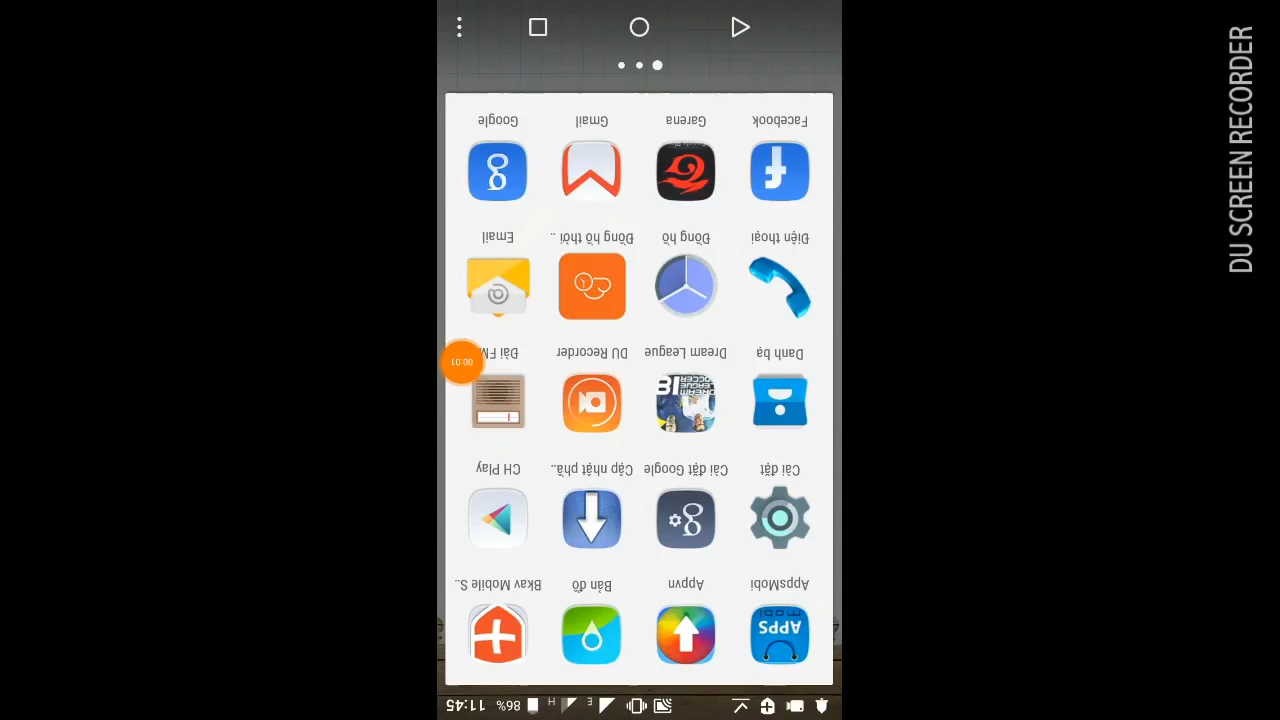 11:45 86% H E
AppsMobi Appvn Bản đồ Bkav Mobile S..
Cài đặt Cài đặt Google Cập nhật phầ.. CH Play
Danh bạ Dream League DU Recorder Đài FM
Điện thoại Đồng hồ Đồng hồ thời .. Email
Facebook Garena Gmail Google
00:01
DU SCREEN RECORDER